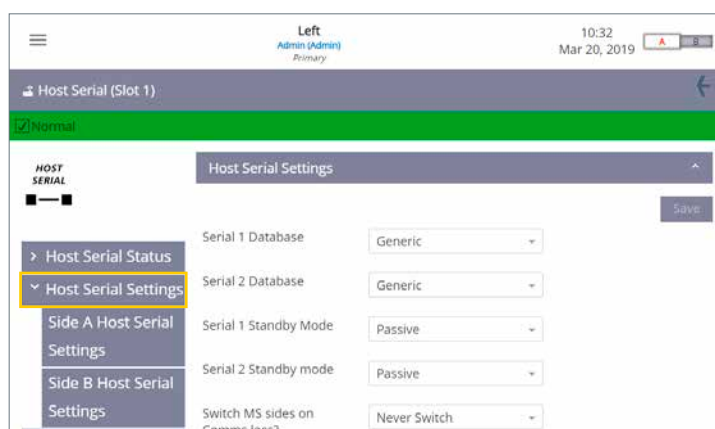 Left
Admin (Admin)
Primary
10:32
Mar 20, 2019
A
B
Host Serial (Slot 1)
Normal
HOST
SERIAL
Host Serial Settings
Save
Host Serial Status
Host Serial Settings
Side A Host Serial
Settings
Side B Host Serial
Settings
Serial 1 Database
Generic
Serial 2 Database
Generic
Serial 1 Standby Mode
Passive
Serial 2 Standby mode
Passive
Switch MS sides on
Comms loss?
Never Switch